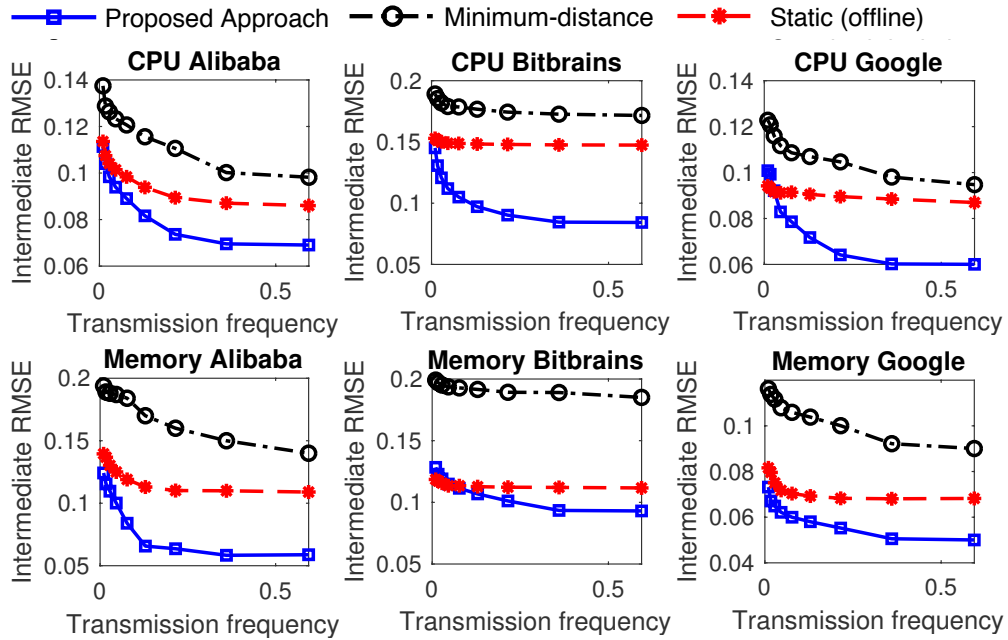 Proposed Approach Minimum-distance Static (offline)
CPU Alibaba CPU Bitbrains CPU Google
Intermediate RMSE
0.14
0.12
0.1
0.08
0.06
0 0.5
Transmission frequency
Intermediate RMSE
0.2
0.15
0.1
0.05
0 0.5
Transmission frequency
Intermediate RMSE
0.14
0.12
0.1
0.08
0.06
0 0.5
Transmission frequency
Memory Alibaba Memory Bitbrains Memory Google
Intermediate RMSE
0.2
0.15
0.1
0.05
0 0.5
Transmission frequency
Intermediate RMSE
0.2
0.15
0.1
0.05
0 0.5
Transmission frequency
Intermediate RMSE
0.1
0.08
0.06
0.04
0 0.5
Transmission frequency